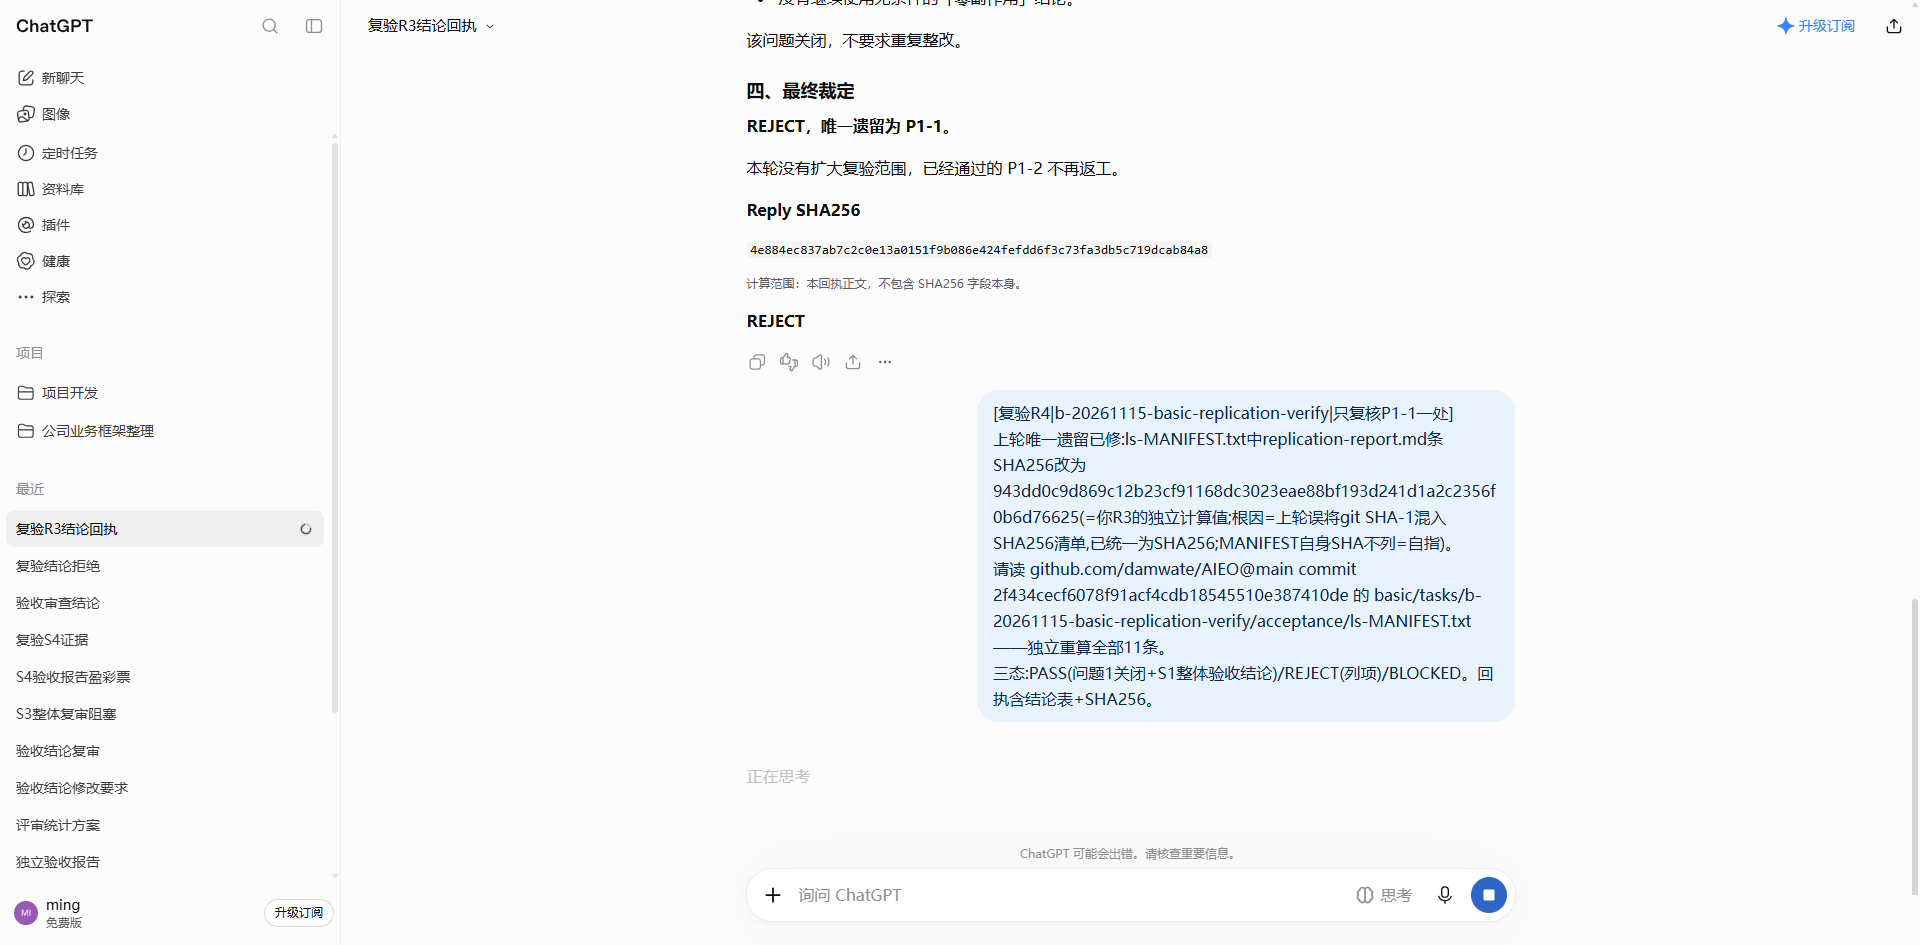 ChatGPT
新聊天
图像
定时任务
资料库
插件
健康
探索
项目
项目开发
公司业务框架整理
最近
复验R3结论回执
复验结论拒绝
验收审查结论
复验S4证据
S4验收报告盈彩票
S3整体复审阻塞
验收结论复审
验收结论修改要求
评审统计方案
独立验收报告
MI
ming
免费版
升级订阅
复验R3结论回执
升级订阅
该问题关闭，不要求重复整改。
四、最终裁定
REJECT，唯一遗留为 P1-1。
本轮没有扩大复验范围，已经通过的 P1-2 不再返工。
Reply SHA256
4e884ec837ab7c2c0e13a0151f9b086e424fefdd6f3c73fa3db5c719dcab84a8
计算范围：本回执正文，不包含 SHA256 字段本身。
REJECT
[复验R4|b-20261115-basic-replication-verify|只复核P1-1一处]
上轮唯一遗留已修:ls-MANIFEST.txt中replication-report.md条
SHA256改为
943dd0c9d869c12b23cf91168dc3023eae88bf193d241d1a2c2356f
0b6d76625(=你R3的独立计算值;根因=上轮误将git SHA-1混入
SHA256清单,已统一为SHA256;MANIFEST自身SHA不列=自指)。
请读 github.com/damwate/AIEO@main commit
2f434cecf6078f91acf4cdb18545510e387410de 的 basic/tasks/b-
20261115-basic-replication-verify/acceptance/ls-MANIFEST.txt
——独立重算全部11条。
三态:PASS(问题1关闭+S1整体验收结论)/REJECT(列项)/BLOCKED。回
执含结论表+SHA256。
正在思考
ChatGPT 可能会出错。请核查重要信息。
询问 ChatGPT
思考